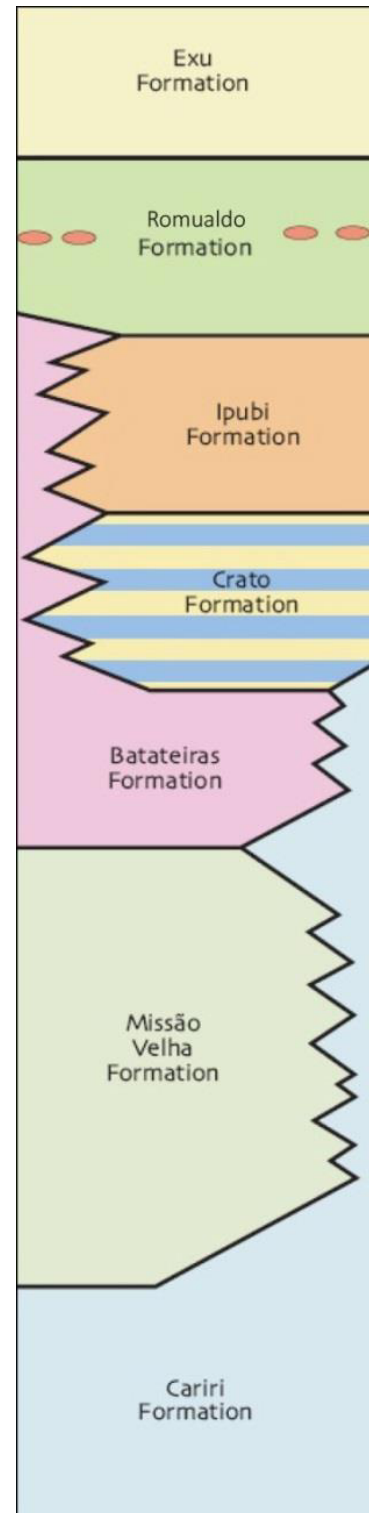 Exu
Formation
Romualdo
Formation
Ipubi
Formation
Crato
Formation
Batateiras
Formation
Missão
Velha
Formation
Cariri
Formation